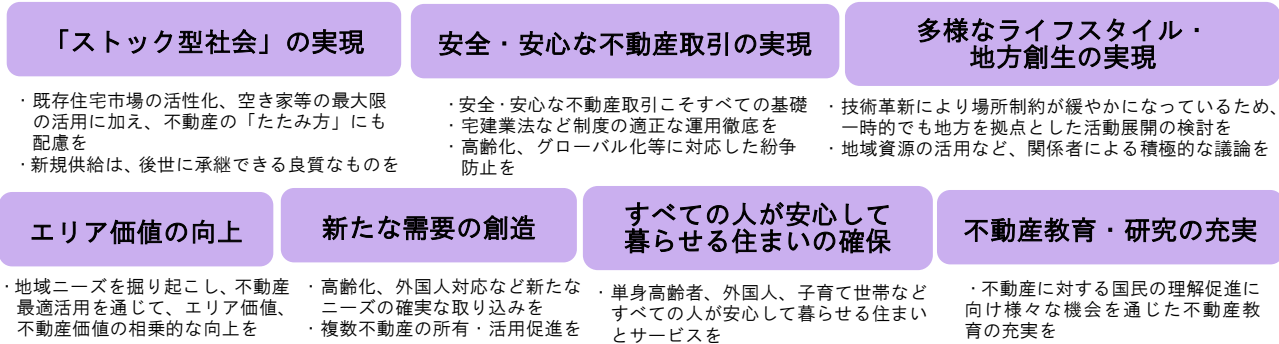 「ストック型社会」の実現
・既存住宅市場の活性化、空き家等の最大限
の活用に加え、不動産の「たたみ方」にも
配慮を
・新規供給は、後世に承継できる良質なものを
安全・安心な不動産取引の実現
・安全・安心な不動産取引こそすべての基礎
・宅建業法など制度の適正な運用徹底を
・高齢化、グローバル化等に対応した紛争
防止を
多様なライフスタイル・
地方創生の実現
・技術革新により場所制約が緩やかになっているため、
一時的でも地方を拠点とした活動展開の検討を
・地域資源の活用など、関係者による積極的な議論を
エリア価値の向上
・地域ニーズを掘り起こし、不動産
最適活用を通じて、エリア価値、
不動産価値の相乗的な向上を
新たな需要の創造
・高齢化、外国人対応など新たな
ニーズの確実な取り込みを
・複数不動産の所有・活用促進を
すべての人が安心して
暮らせる住まいの確保
・単身高齢者、外国人、子育て世帯など
すべての人が安心して暮らせる住まい
とサービスを
不動産教育・研究の充実
・不動産に対する国民の理解促進に
向け様々な機会を通じた不動産教
育の充実を